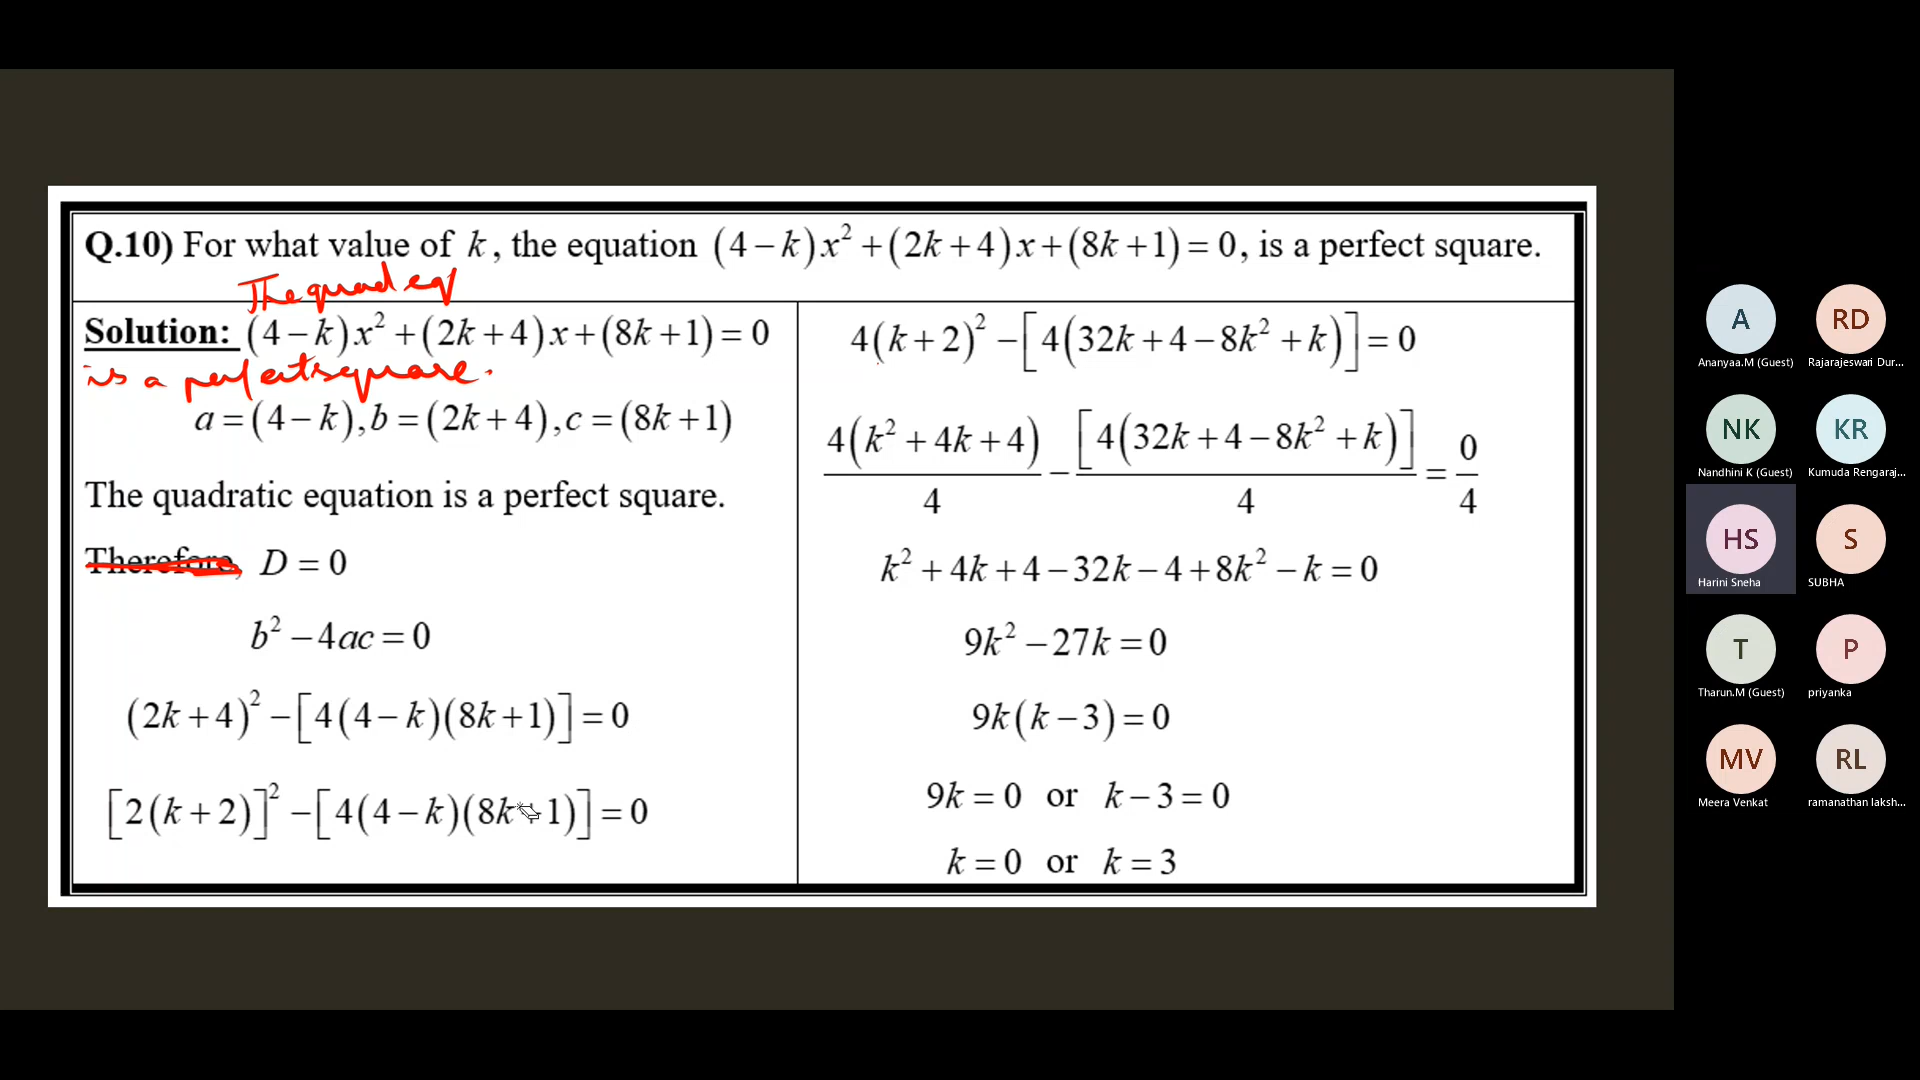 Q.10) For what value of k, the equation (4−k)x²+(2k+4)x+(8k+1)=0, is a perfect square.
The quad eq
Solution: (4−k)x²+(2k+4)x+(8k+1)=0
is a perfect square.
a=(4−k), b=(2k+4), c=(8k+1)
The quadratic equation is a perfect square.
Therefore, D=0
b²−4ac=0
(2k+4)²−[4(4−k)(8k+1)]=0
[2(k+2)]²−[4(4−k)(8k+1)]=0
4(k+2)²−[4(32k+4−8k²+k)]=0
4(k²+4k+4)/4 − [4(32k+4−8k²+k)]/4 = 0/4
k²+4k+4−32k−4+8k²−k=0
9k²−27k=0
9k(k−3)=0
9k=0 or k−3=0
k=0 or k=3
A
Ananyaa.M (Guest)
RD
Rajarajeswari Dur...
NK
Nandhini K (Guest)
KR
Kumuda Rengaraj...
HS
Harini Sneha
S
SUBHA
T
Tharun.M (Guest)
P
priyanka
MV
Meera Venkat
RL
ramanathan laksh...